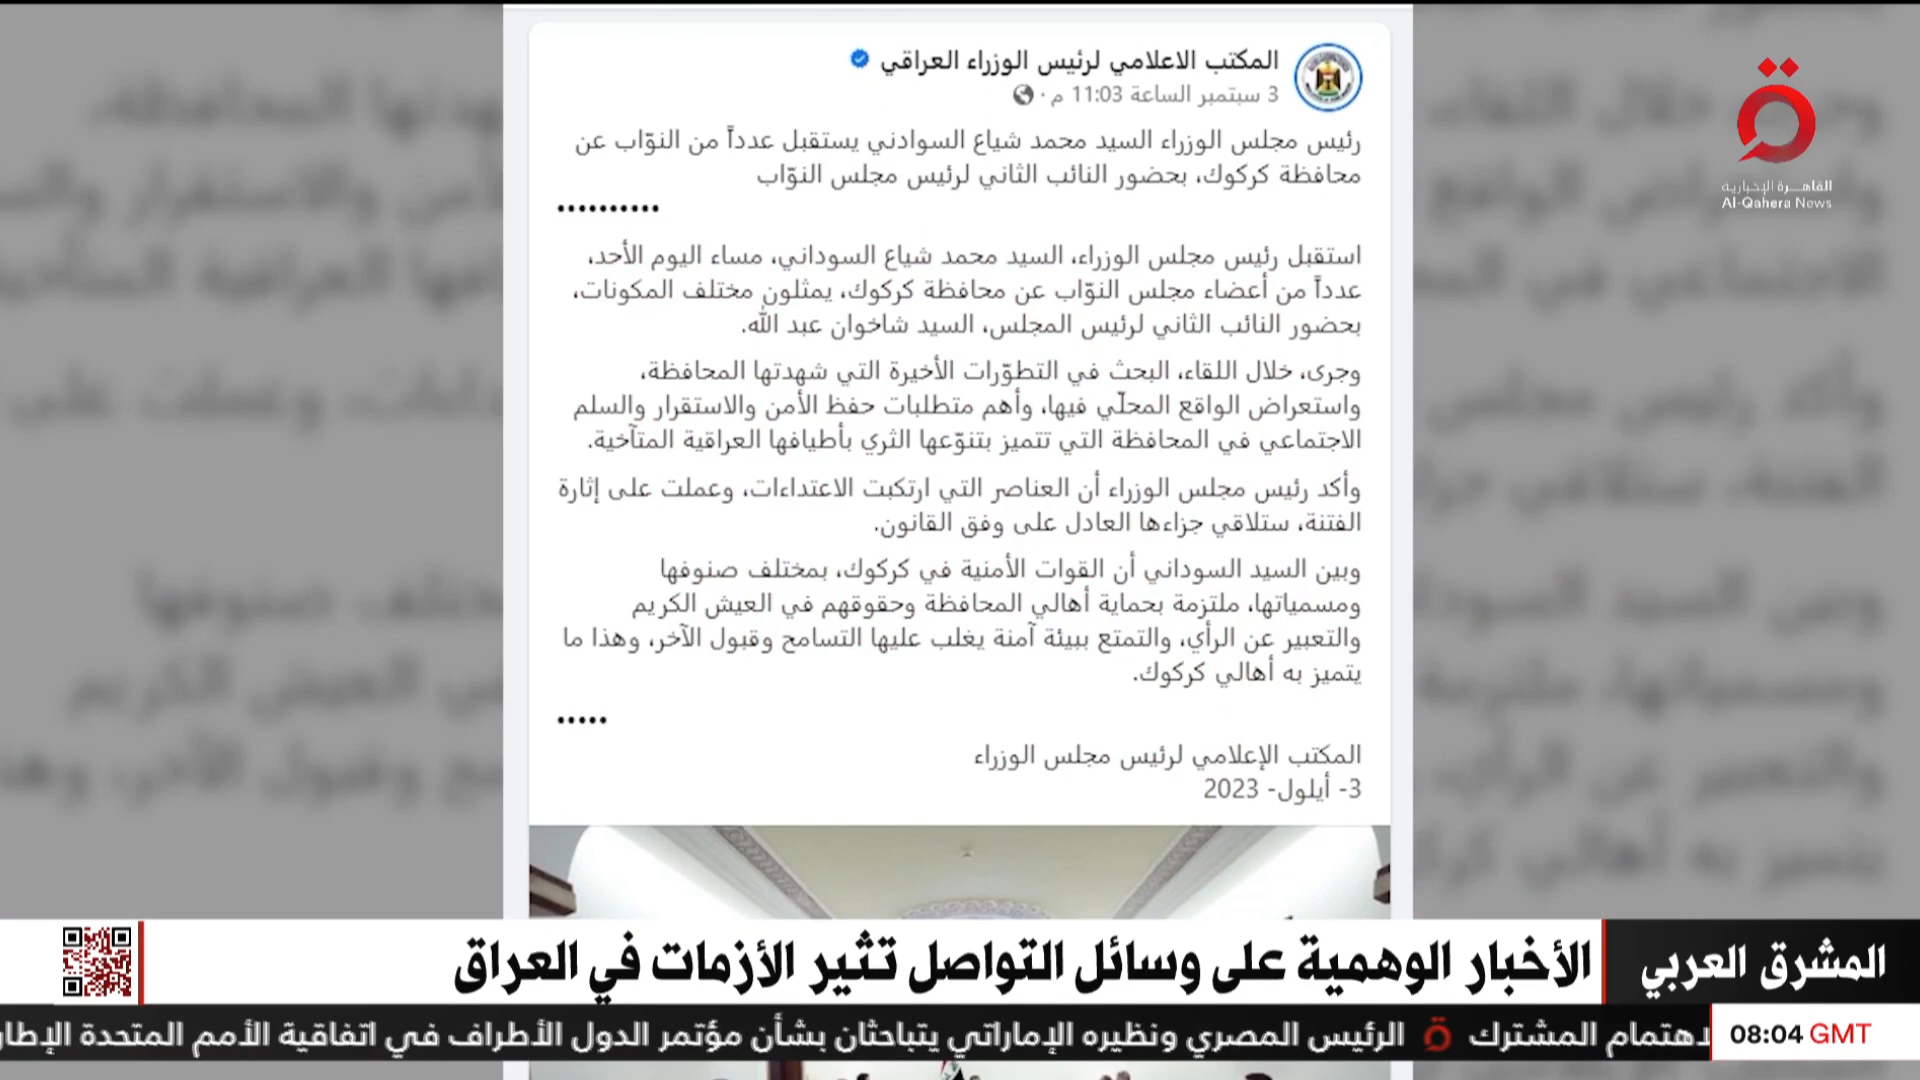 المكتب الاعلامي لرئيس الوزراء العراقي
3 سبتمبر الساعة 11:03 م ·
رئيس مجلس الوزراء السيد محمد شياع السوادني يستقبل عدداً من النوّاب عن
محافظة كركوك، بحضور النائب الثاني لرئيس مجلس النوّاب
..........
استقبل رئيس مجلس الوزراء، السيد محمد شياع السوداني، مساء اليوم الأحد،
عدداً من أعضاء مجلس النوّاب عن محافظة كركوك، يمثلون مختلف المكونات،
بحضور النائب الثاني لرئيس المجلس، السيد شاخوان عبد الله.
وجرى، خلال اللقاء، البحث في التطوّرات الأخيرة التي شهدتها المحافظة،
واستعراض الواقع المحلّي فيها، وأهم متطلبات حفظ الأمن والاستقرار والسلم
الاجتماعي في المحافظة التي تتميز بتنوّعها الثري بأطيافها العراقية المتآخية.
وأكد رئيس مجلس الوزراء أن العناصر التي ارتكبت الاعتداءات، وعملت على إثارة
الفتنة، ستلاقي جزاءها العادل على وفق القانون.
وبين السيد السوداني أن القوات الأمنية في كركوك، بمختلف صنوفها
ومسمياتها، ملتزمة بحماية أهالي المحافظة وحقوقهم في العيش الكريم
والتعبير عن الرأي، والتمتع ببيئة آمنة يغلب عليها التسامح وقبول الآخر، وهذا ما
يتميز به أهالي كركوك.
.....
المكتب الإعلامي لرئيس مجلس الوزراء
3- أيلول- 2023
القاهرة الإخبارية
Al-Qahera News
المشرق العربي
الأخبار الوهمية على وسائل التواصل تثير الأزمات في العراق
المشترك الرئيس المصري ونظيره الإماراتي يتباحثان بشأن مؤتمر الدول الأطراف في اتفاقية الأمم المتحدة
08:04 GMT